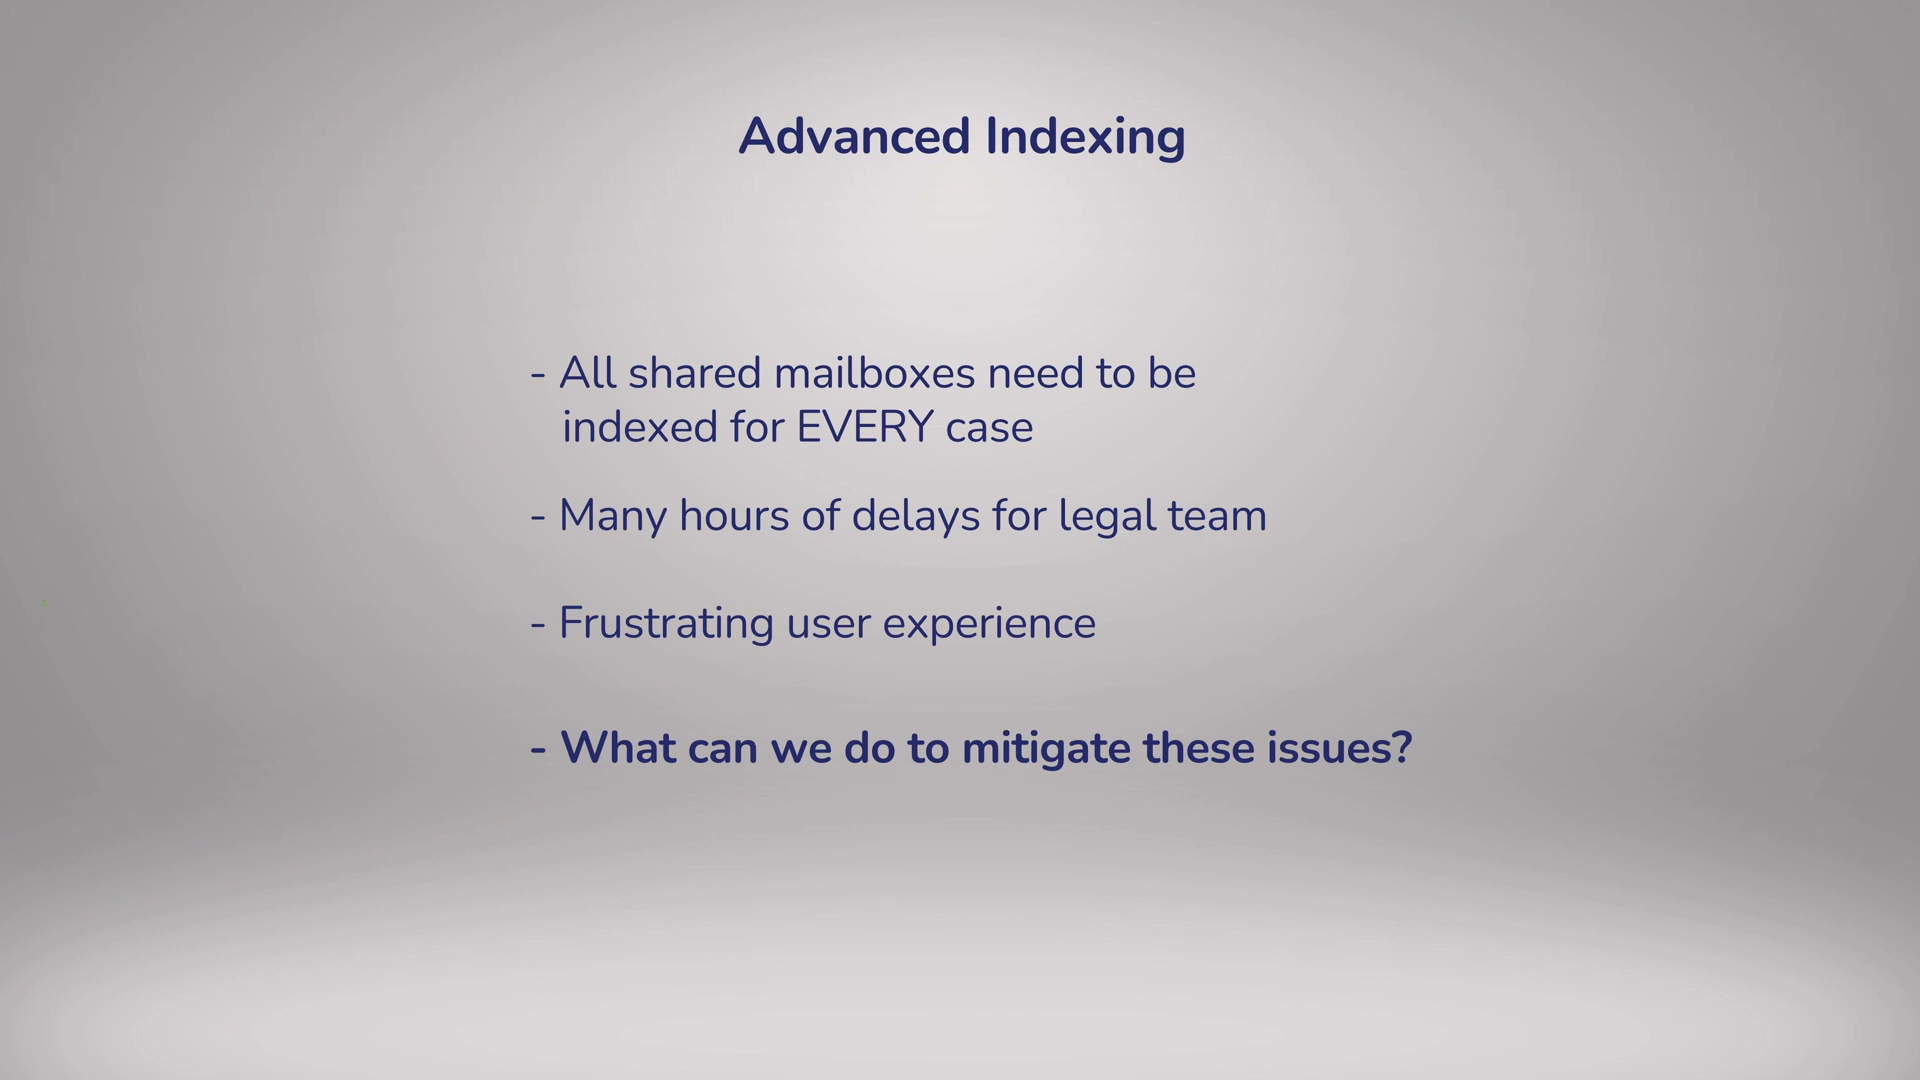 Advanced Indexing
- All shared mailboxes need to be
indexed for EVERY case
- Many hours of delays for legal team
- Frustrating user experience
- What can we do to mitigate these issues?